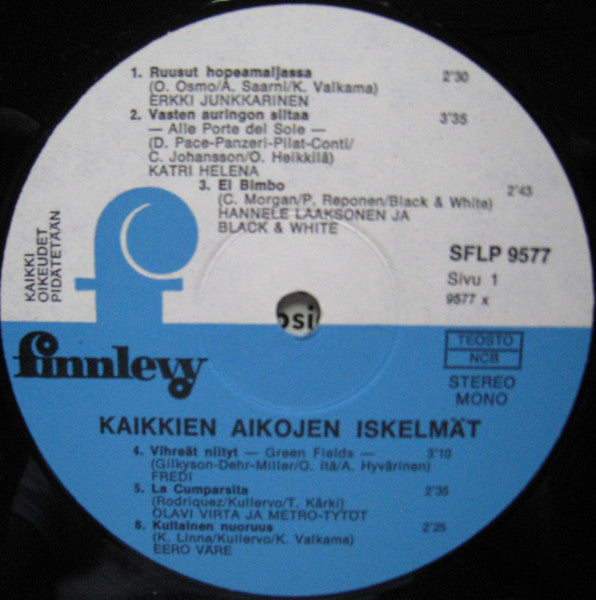 1. Ruusut hopeamaljassa 2'30
(O. Osmo/A. Saarni/K. Valkama)
ERKKI JUNKKARINEN
2. Vasten auringon siltaa 3'35
— Alle Porte del Sole —
(D. Pace-Panzeri-Pilat-Conti/
C. Johansson/O. Heikkilä)
KATRI HELENA
3. El Bimbo 2'43
(C. Morgan/P. Reponen/Black & White)
HANNELE LAAKSONEN JA
BLACK & WHITE
KAIKKI
OIKEUDET
PIDÄTETÄÄN
f
SFLP 9577
Sivu 1
9577 x
osi
finnlevy
TEOSTO
NCB
STEREO
MONO
KAIKKIEN AIKOJEN ISKELMÄT
4. Vihreät niityt — Green Fields — 3'10
(Gilkyson-Dehr-Miller/O. Itä/A. Hyvärinen)
FREDI
5. La Cumparsita 2'35
(Rodriquez/Kullervo/T. Kärki)
OLAVI VIRTA JA METRO-TYTÖT
6. Kultainen nuoruus 2'25
(K. Linna/Kullervo/K. Valkama)
EERO VÄRE